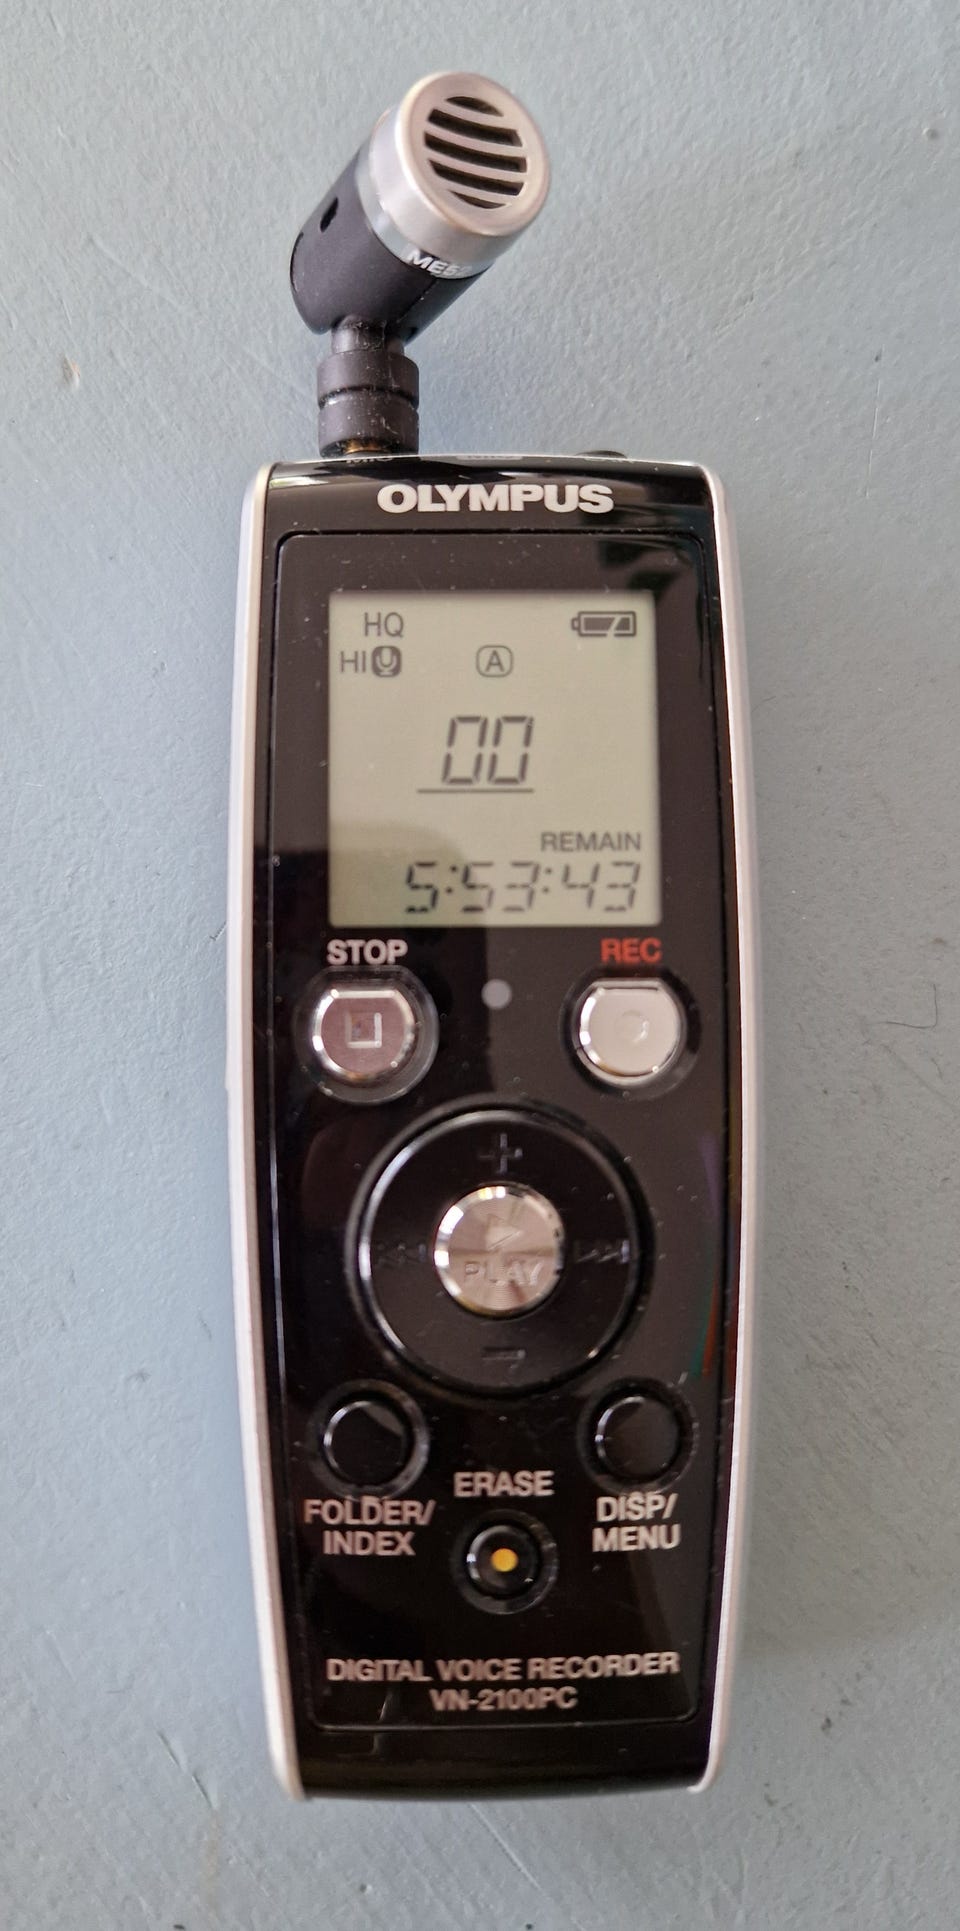 OLYMPUS
HQ
HI
A
00
REMAIN
5:53:43
STOP
REC
PLAY
ERASE
FOLDER/
INDEX
DISP/
MENU
DIGITAL VOICE RECORDER
VN-2100PC